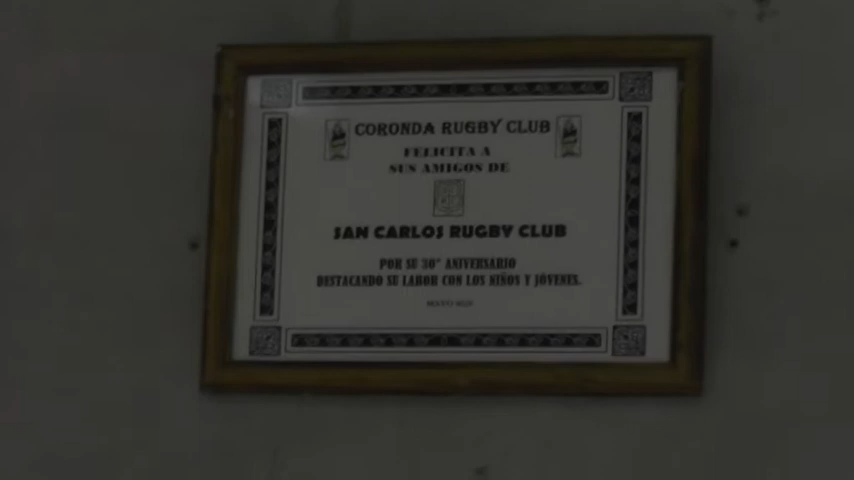 CORONDA RUGBY CLUB
FELICITA A
SUS AMIGOS DE
SAN CARLOS RUGBY CLUB
POR SU 30° ANIVERSARIO
DESTACANDO SU LABOR CON LOS NIÑOS Y JÓVENES.